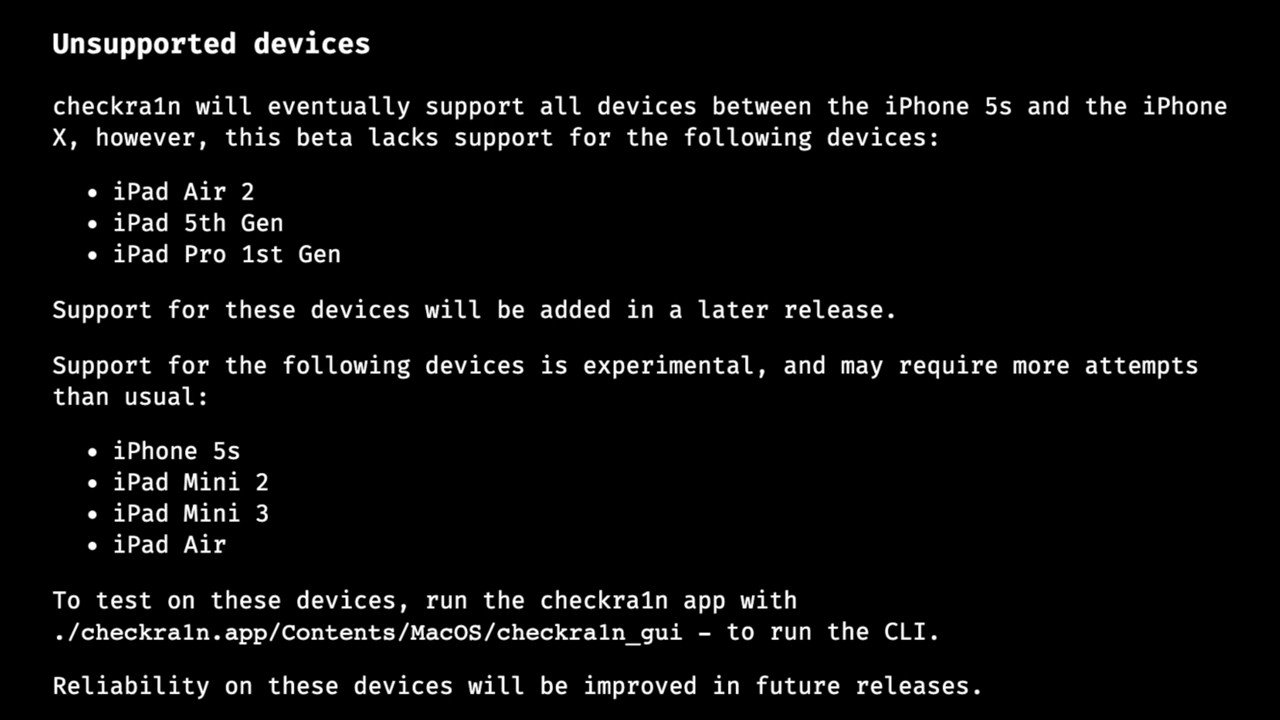 Unsupported devices
checkra1n will eventually support all devices between the iPhone 5s and the iPhone
X, however, this beta lacks support for the following devices:
• iPad Air 2
• iPad 5th Gen
• iPad Pro 1st Gen
Support for these devices will be added in a later release.
Support for the following devices is experimental, and may require more attempts
than usual:
• iPhone 5s
• iPad Mini 2
• iPad Mini 3
• iPad Air
To test on these devices, run the checkra1n app with
./checkra1n.app/Contents/MacOS/checkra1n_gui – to run the CLI.
Reliability on these devices will be improved in future releases.